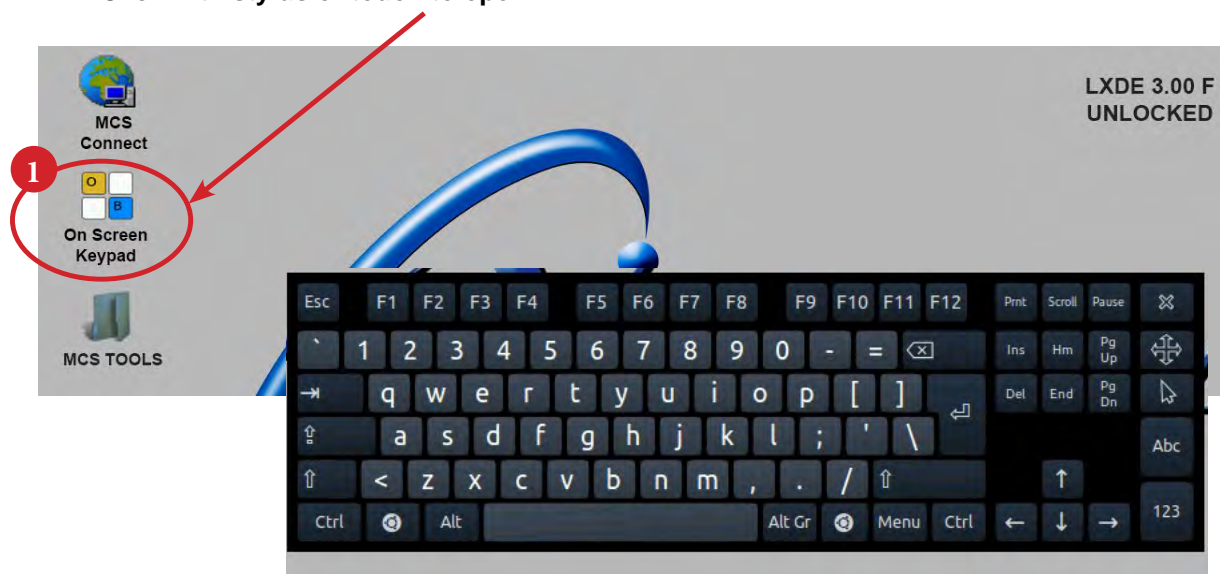 LXDE 3.00 F
UNLOCKED
MCS
Connect
1
O
B
On Screen
Keypad
MCS TOOLS
Esc F1 F2 F3 F4 F5 F6 F7 F8 F9 F10 F11 F12 Prnt Scroll Pause
` 1 2 3 4 5 6 7 8 9 0 - = Ins Hm Pg Up
q w e r t y u i o p [ ] Del End Pg Dn
a s d f g h j k l ; ' \ Abc
< z x c v b n m , . /
Ctrl Alt Alt Gr Menu Ctrl 123